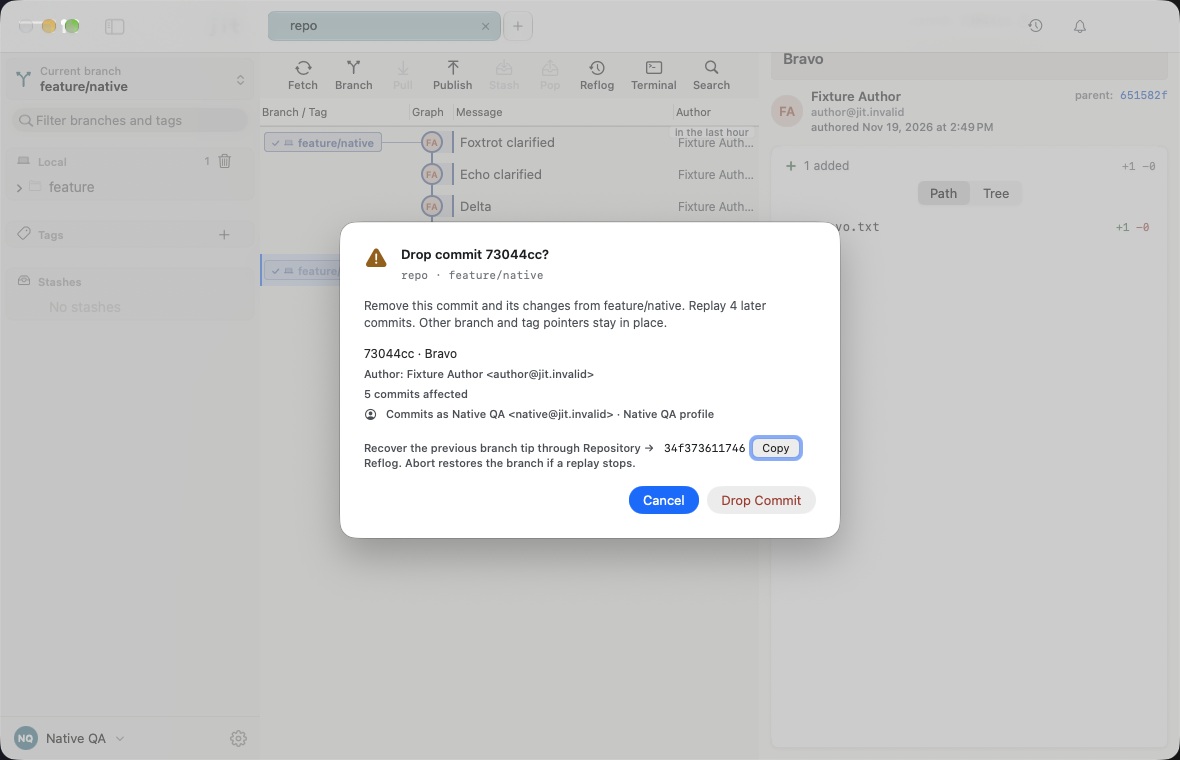 repo
Current branch
feature/native
Filter branches and tags
Local 1
feature
Tags
Stashes
No stashes
Native QA
NQ
Fetch
Branch
Pull
Publish
Stash
Pop
Reflog
Terminal
Search
Branch / Tag Graph Message Author
in the last hour
feature/native FA Foxtrot clarified Fixture Auth...
FA Echo clarified Fixture Auth...
FA Delta Fixture Auth...
feature/
Bravo
FA
Fixture Author parent: 651582f
author@jit.invalid
authored Nov 19, 2026 at 2:49 PM
1 added +1 −0
Path Tree
vo.txt +1 −0
Drop commit 73044cc?
repo · feature/native
Remove this commit and its changes from feature/native. Replay 4 later
commits. Other branch and tag pointers stay in place.
73044cc · Bravo
Author: Fixture Author <author@jit.invalid>
5 commits affected
Commits as Native QA <native@jit.invalid> · Native QA profile
Recover the previous branch tip through Repository → 34f373611746 Copy
Reflog. Abort restores the branch if a replay stops.
Cancel Drop Commit